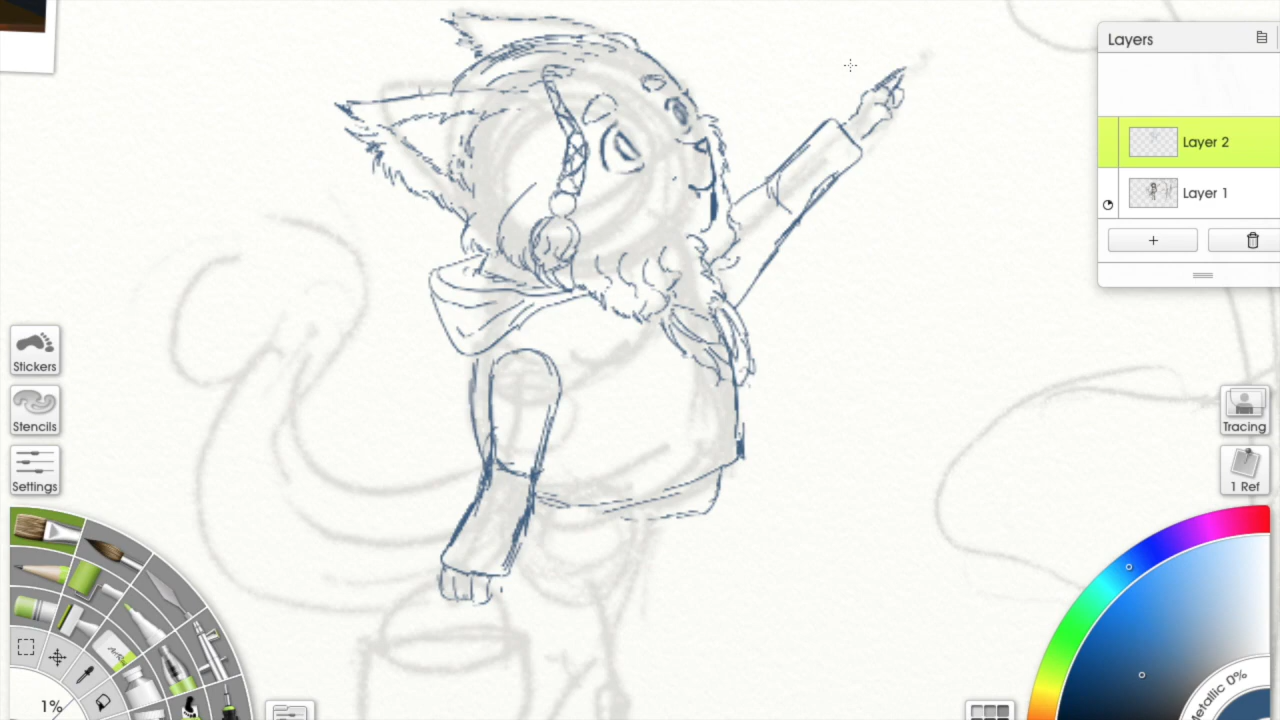 Layers
Layer 2
Layer 1
+
Stickers
Stencils
Settings
Tracing
1 Ref
1%
Metallic 0%